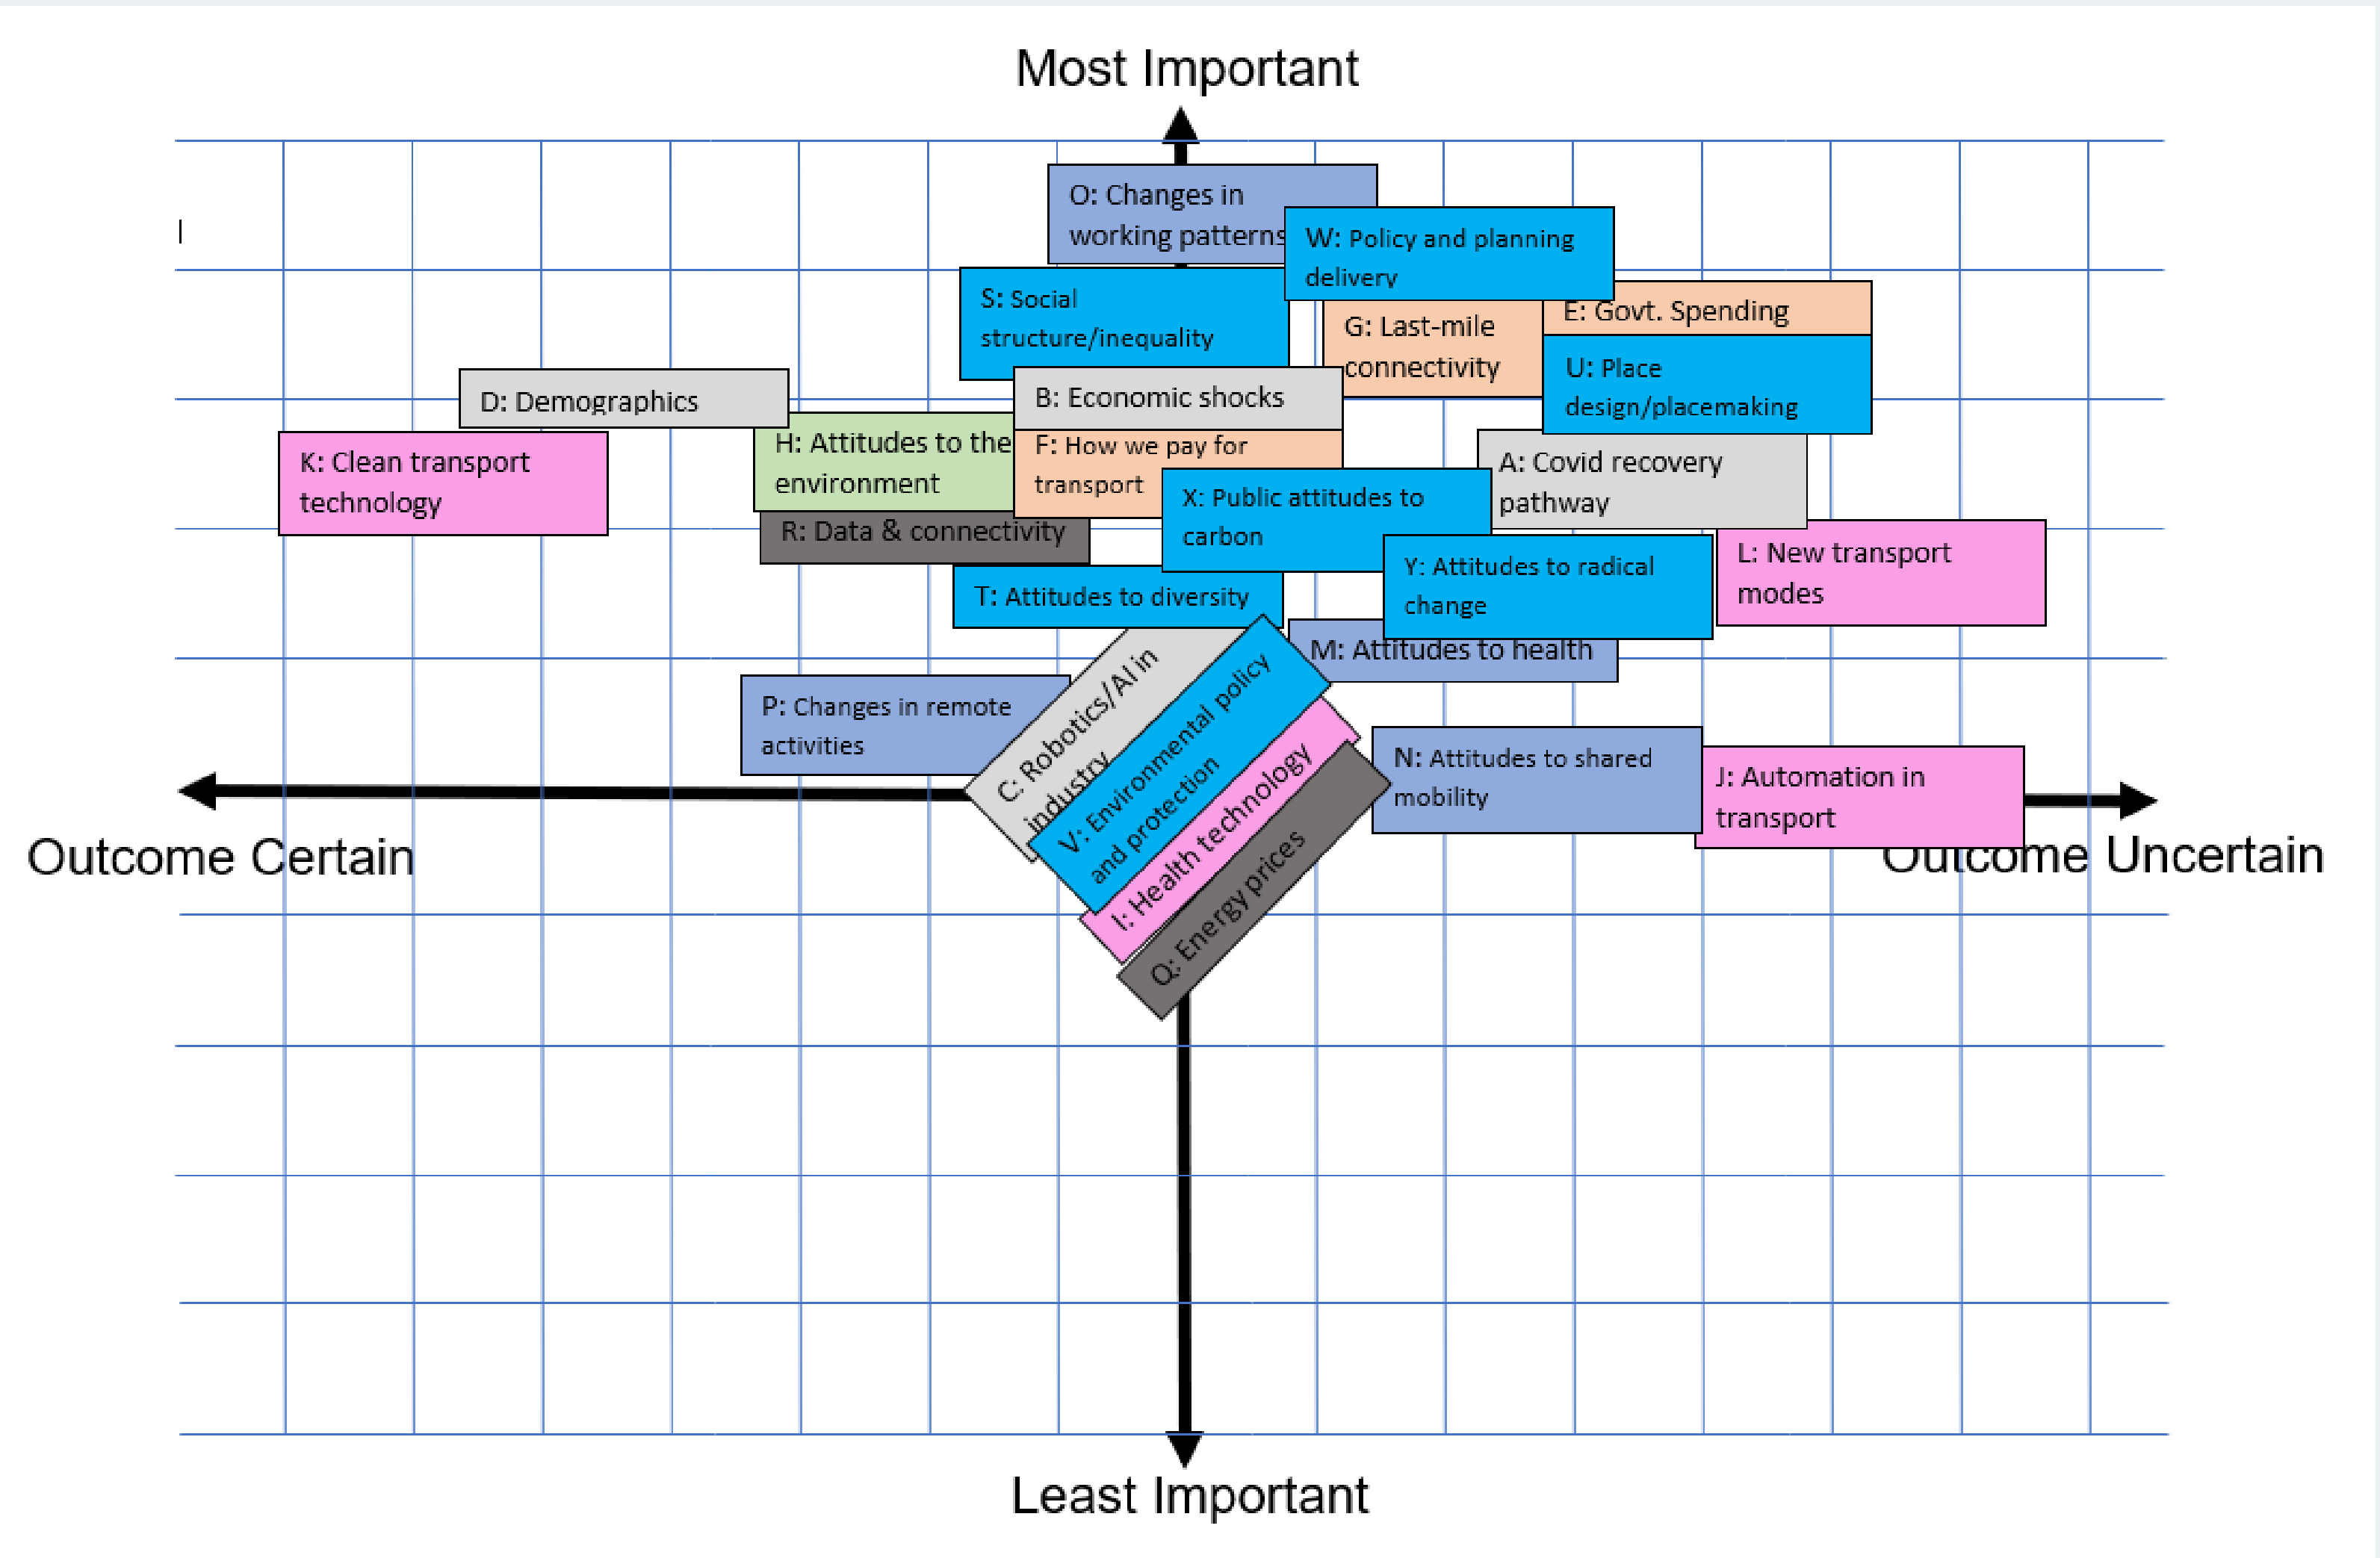 Most Important
O: Changes in
working patterns
W: Policy and planning
delivery
S: Social
structure/inequality
G: Last-mile
connectivity
E: Govt. Spending
U: Place
design/placemaking
D: Demographics
B: Economic shocks
H: Attitudes to the
environment
F: How we pay for
transport
K: Clean transport
technology
A: Covid recovery
pathway
X: Public attitudes to
carbon
R: Data & connectivity
L: New transport
modes
Y: Attitudes to radical
change
T: Attitudes to diversity
M: Attitudes to health
P: Changes in remote
activities
C: Robotics/AI in
industry
V: Environmental policy
and protection
I: Health technology
Q: Energy prices
N: Attitudes to shared
mobility
J: Automation in
transport
Outcome Certain
Outcome Uncertain
Least Important